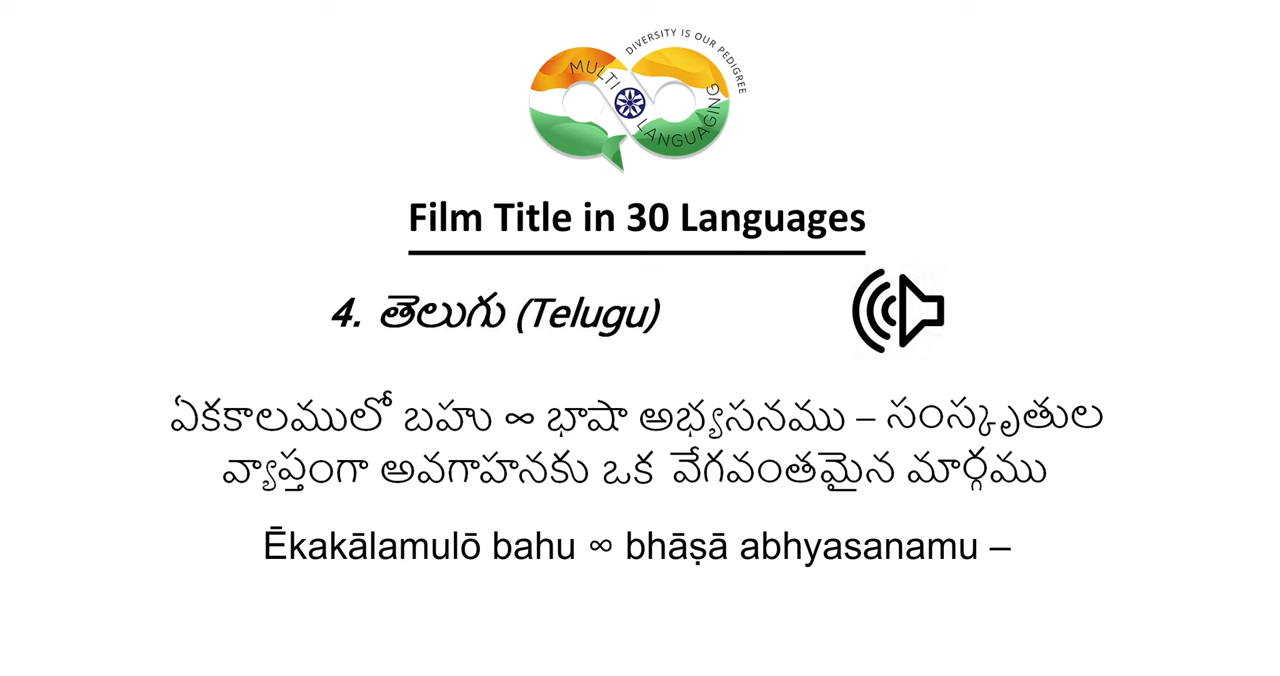 DIVERSITY IS OUR PEDIGREE
MULTI LANGUAGING
Film Title in 30 Languages
4. తెలుగు (Telugu)
ఏకకాలములో బహు ∞ భాషా అభ్యసనము – సంస్కృతుల
వ్యాప్తంగా అవగాహనకు ఒక వేగవంతమైన మార్గము
Ēkakālamulō bahu ∞ bhāṣā abhyasanamu –